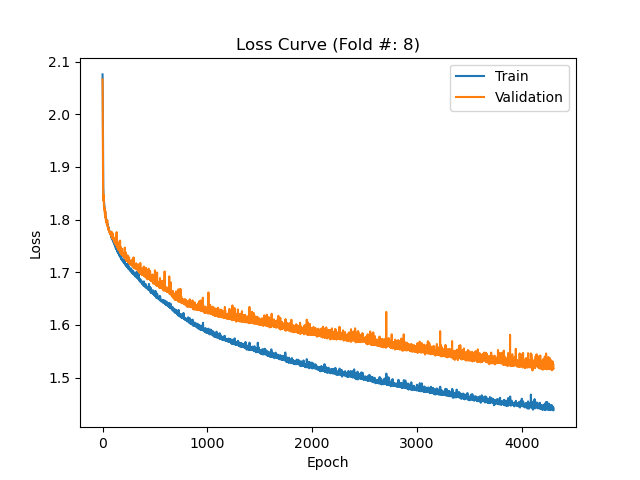 Loss Curve (Fold #: 8)
Train
Validation
2.1
2.0
1.9
1.8
1.7
1.6
1.5
Loss
0 1000 2000 3000 4000
Epoch